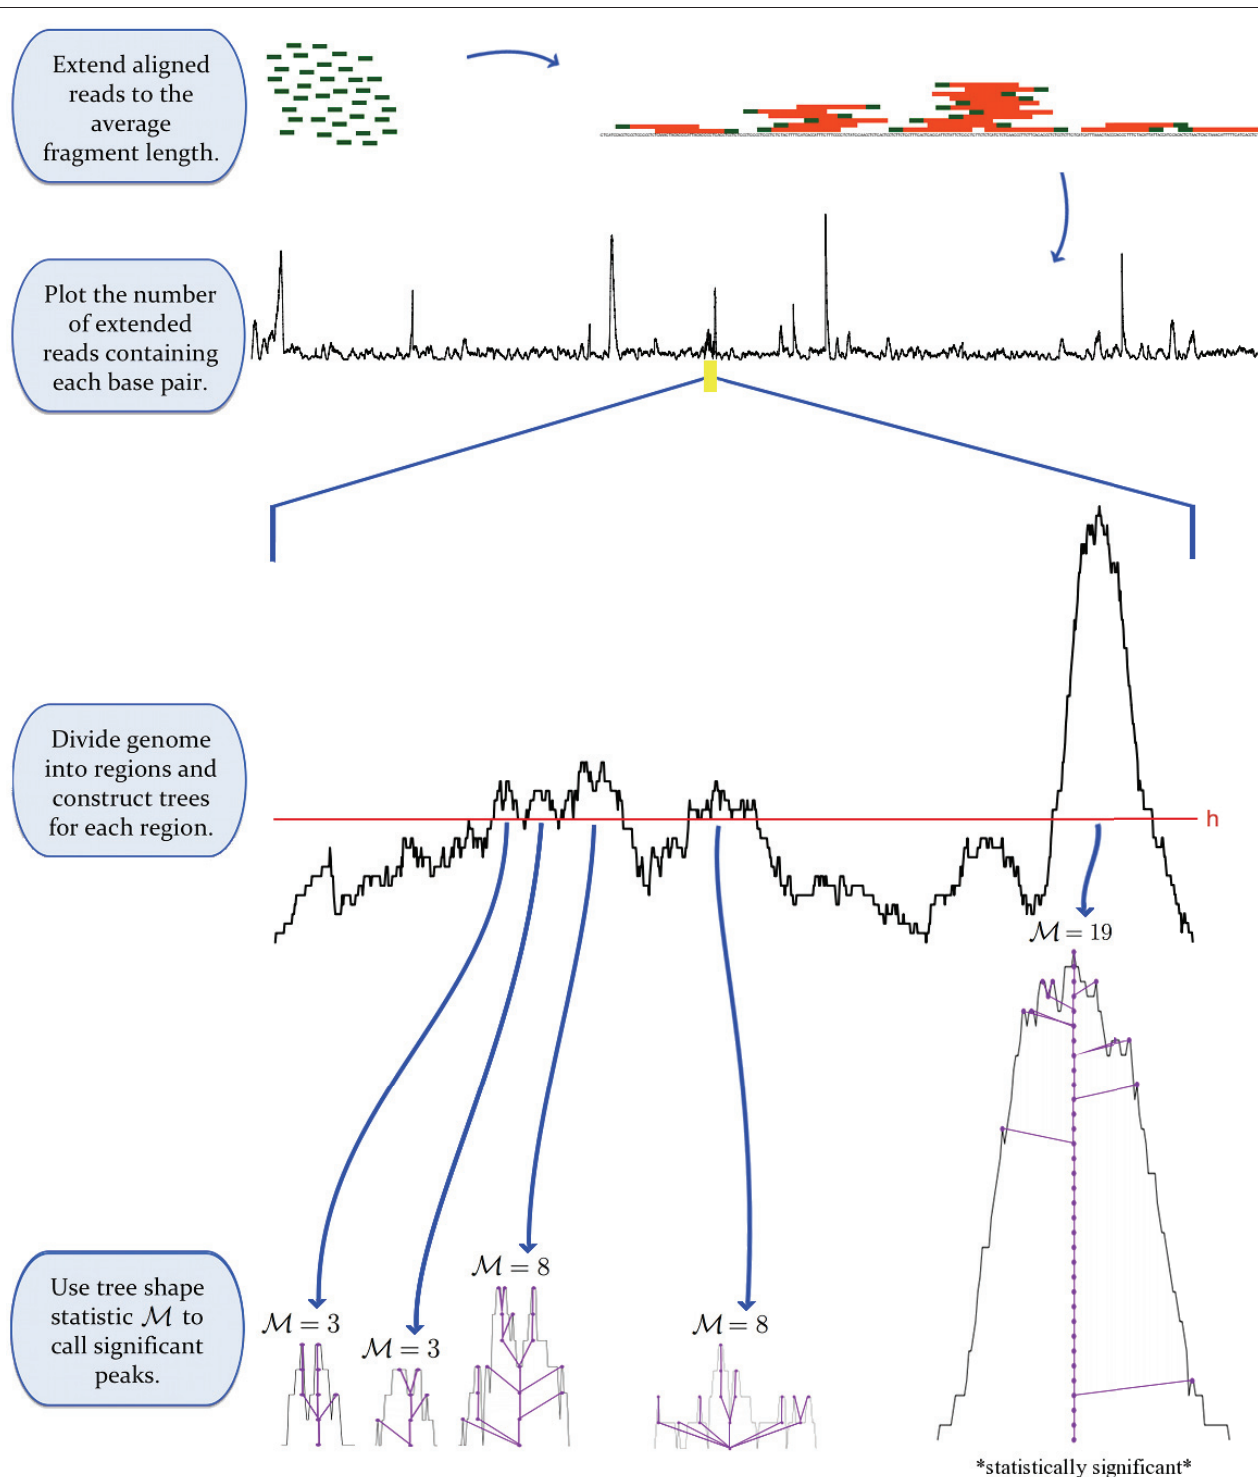 Extend aligned
reads to the
average
fragment length.
Plot the number
of extended
reads containing
each base pair.
Divide genome
into regions and
construct trees
for each region.
h
ℳ = 19
Use tree shape
statistic ℳ to
call significant
peaks.
ℳ = 3
ℳ = 3
ℳ = 8
ℳ = 8
*statistically significant*